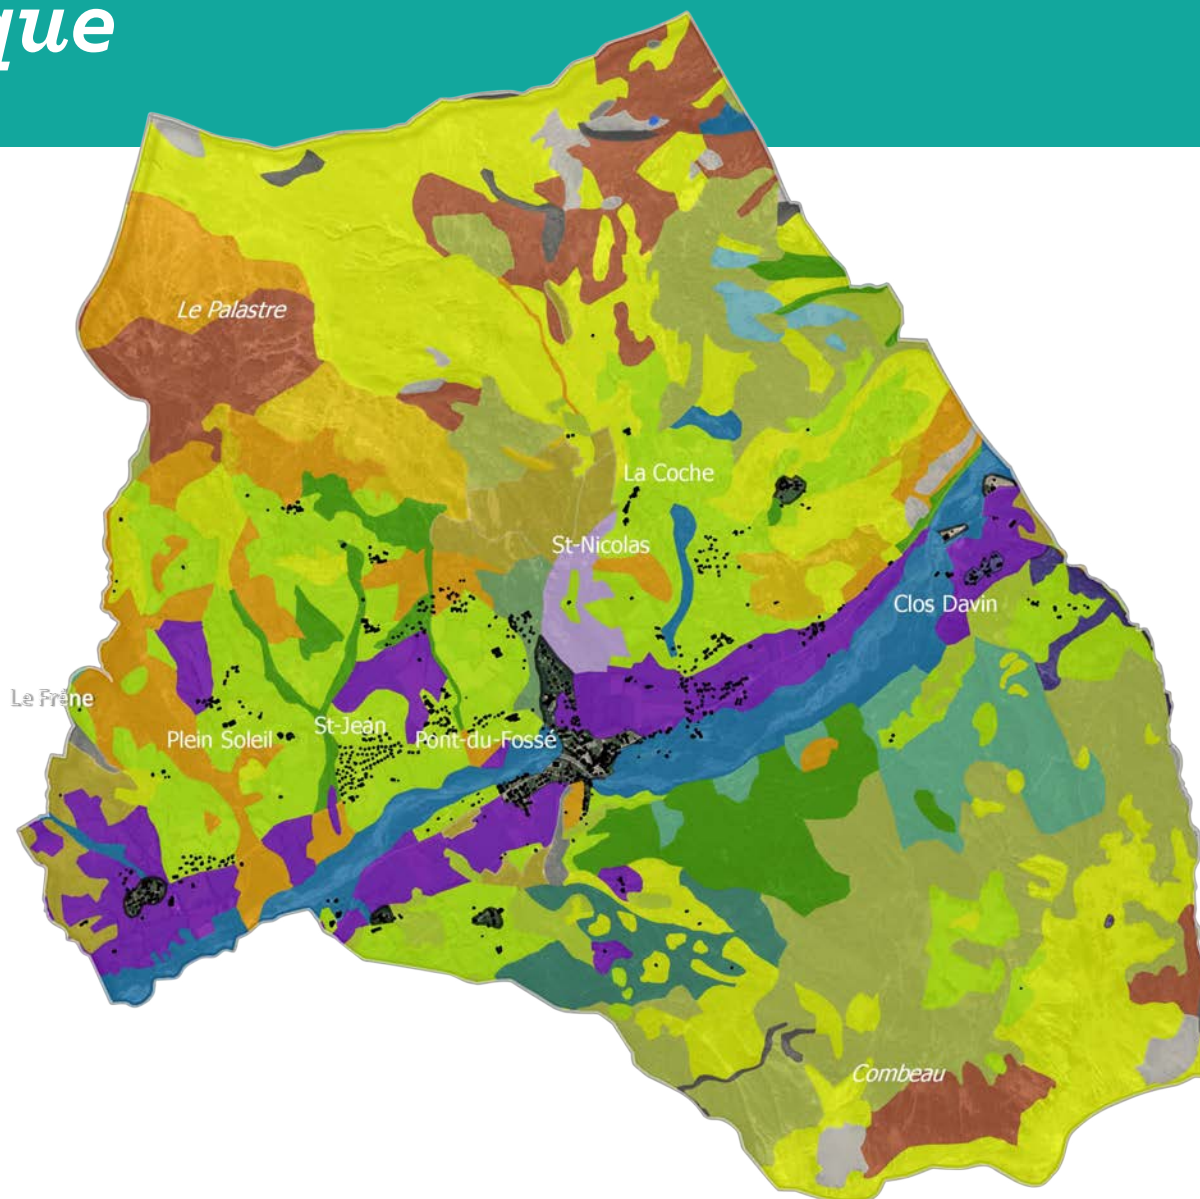 que
Le Palastre
La Coche
St-Nicolas
Clos Davin
Le Frêne
St-Jean
Plein Soleil
Pont-du-Fossé
Combeau